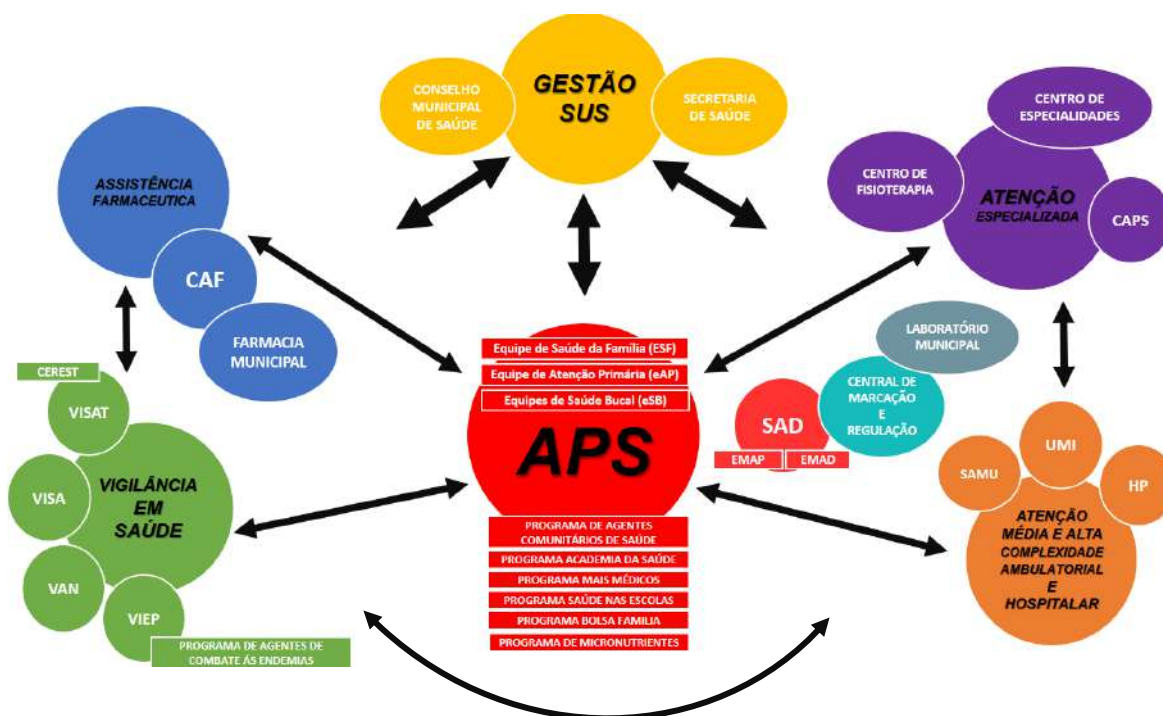 CONSELHO
MUNICIPAL
DE SAÚDE
GESTÃO
SUS
SECRETARIA
DE SAÚDE
ASSISTÊNCIA
FARMACEUTICA
CAF
FARMACIA
MUNICIPAL
CENTRO DE
ESPECIALIDADES
CENTRO DE
FISIOTERAPIA
ATENÇÃO
ESPECIALIZADA
CAPS
LABORATÓRIO
MUNICIPAL
CENTRAL DE
MARCAÇÃO
E
REGULAÇÃO
SAD
EMAP
EMAD
Equipe de Saúde da Família (ESF)
Equipe de Atenção Primária (eAP)
Equipes de Saúde Bucal (eSB)
APS
PROGRAMA DE AGENTES
COMUNITÁRIOS DE SAÚDE
PROGRAMA ACADEMIA DA SAÚDE
PROGRAMA MAIS MÉDICOS
PROGRAMA SAÚDE NAS ESCOLAS
PROGRAMA BOLSA FAMILIA
PROGRAMA DE MICRONUTRIENTES
CEREST
VISAT
VISA
VIGILÂNCIA
EM
SAÚDE
VAN
VIEP
PROGRAMA DE AGENTES DE
COMBATE ÁS ENDEMIAS
SAMU
UMI
HP
ATENÇÃO
MÉDIA E ALTA
COMPLEXIDADE
AMBULATORIAL
E
HOSPITALAR